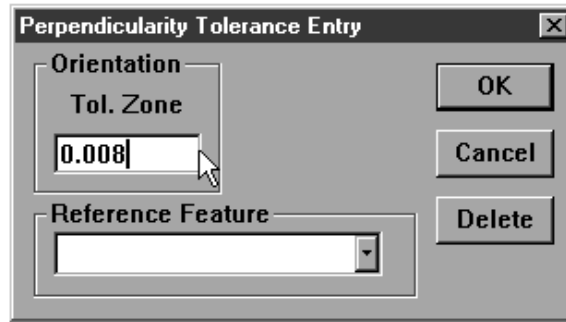 Perpendicularity Tolerance Entry
Orientation
Tol. Zone
0.008
Reference Feature
OK
Cancel
Delete